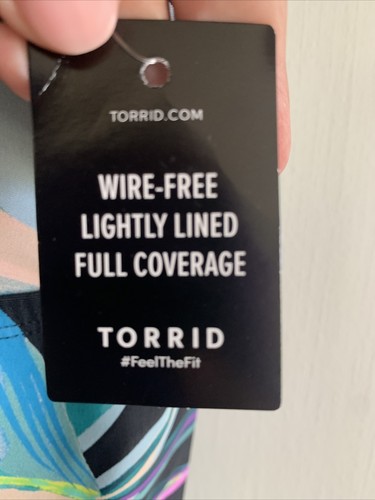 TORRID.COM
WIRE-FREE
LIGHTLY LINED
FULL COVERAGE
TORRID
#FeelTheFit